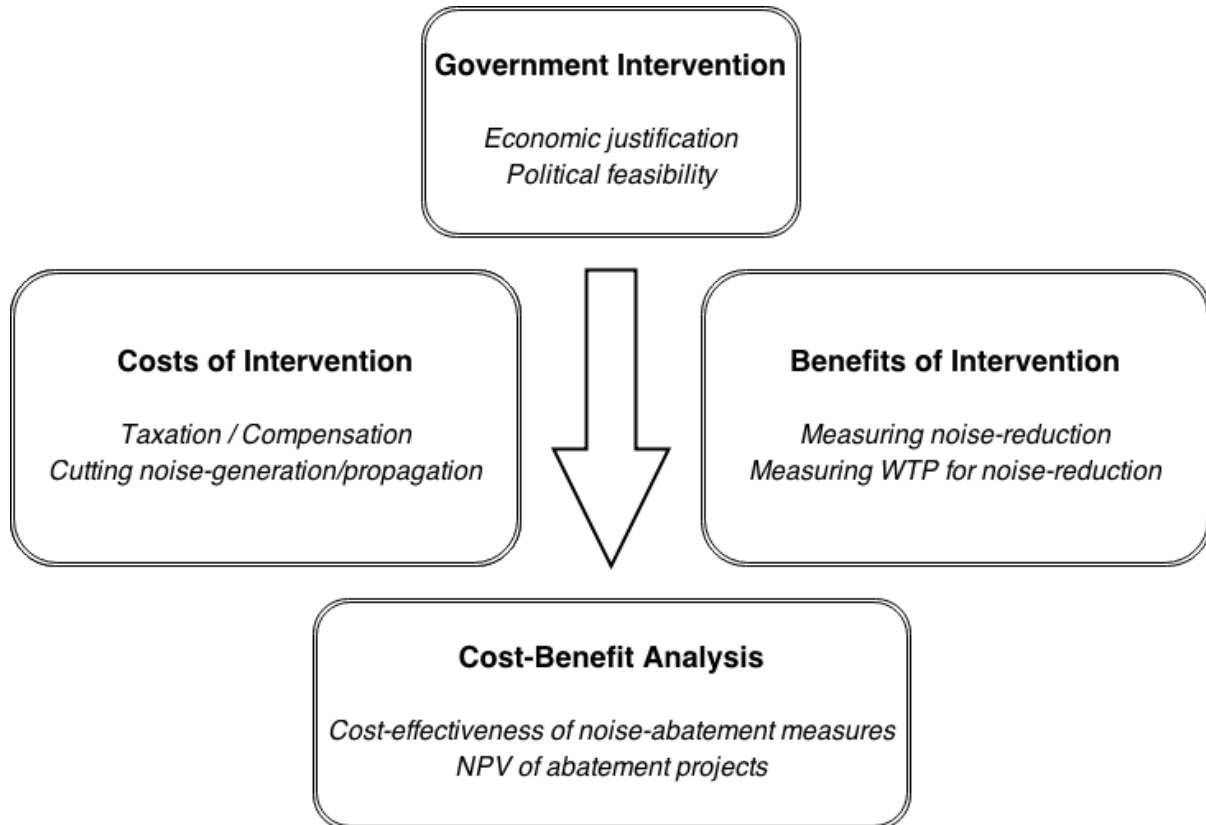 Government Intervention
Economic justification
Political feasibility
Costs of Intervention
Taxation / Compensation
Cutting noise-generation/propagation
Benefits of Intervention
Measuring noise-reduction
Measuring WTP for noise-reduction
Cost-Benefit Analysis
Cost-effectiveness of noise-abatement measures
NPV of abatement projects